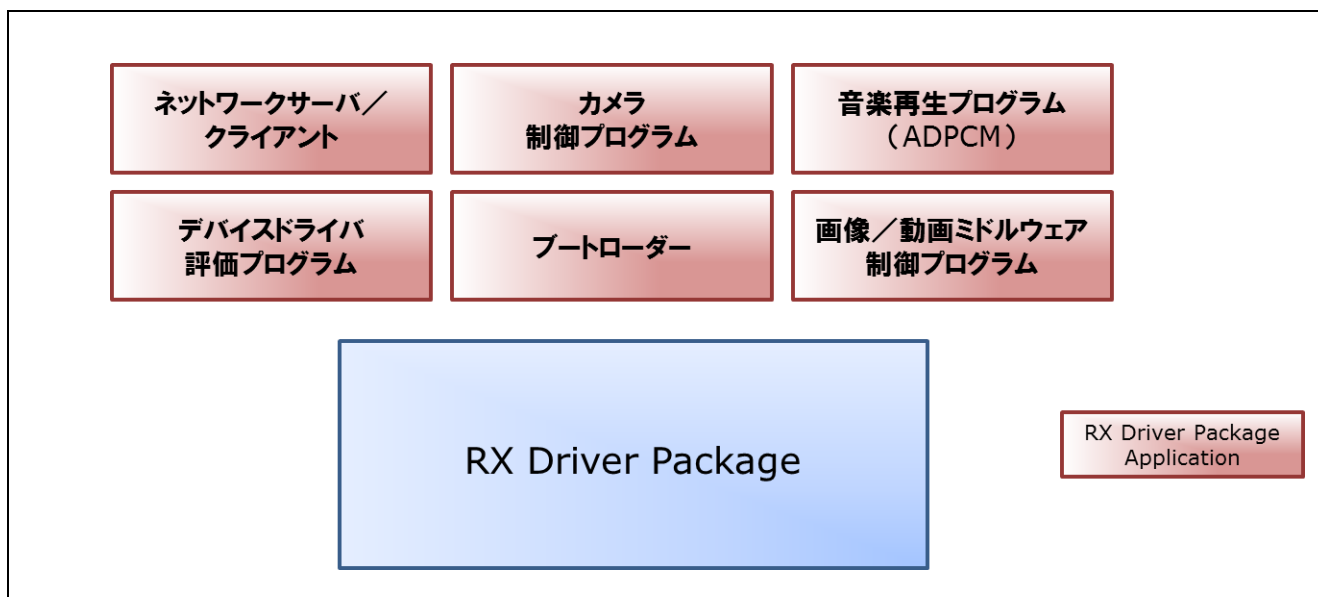 ネットワークサーバ／
クライアント
カメラ
制御プログラム
音楽再生プログラム
（ADPCM）
デバイスドライバ
評価プログラム
ブートローダー
画像／動画ミドルウェア
制御プログラム
RX Driver Package
RX Driver Package
Application